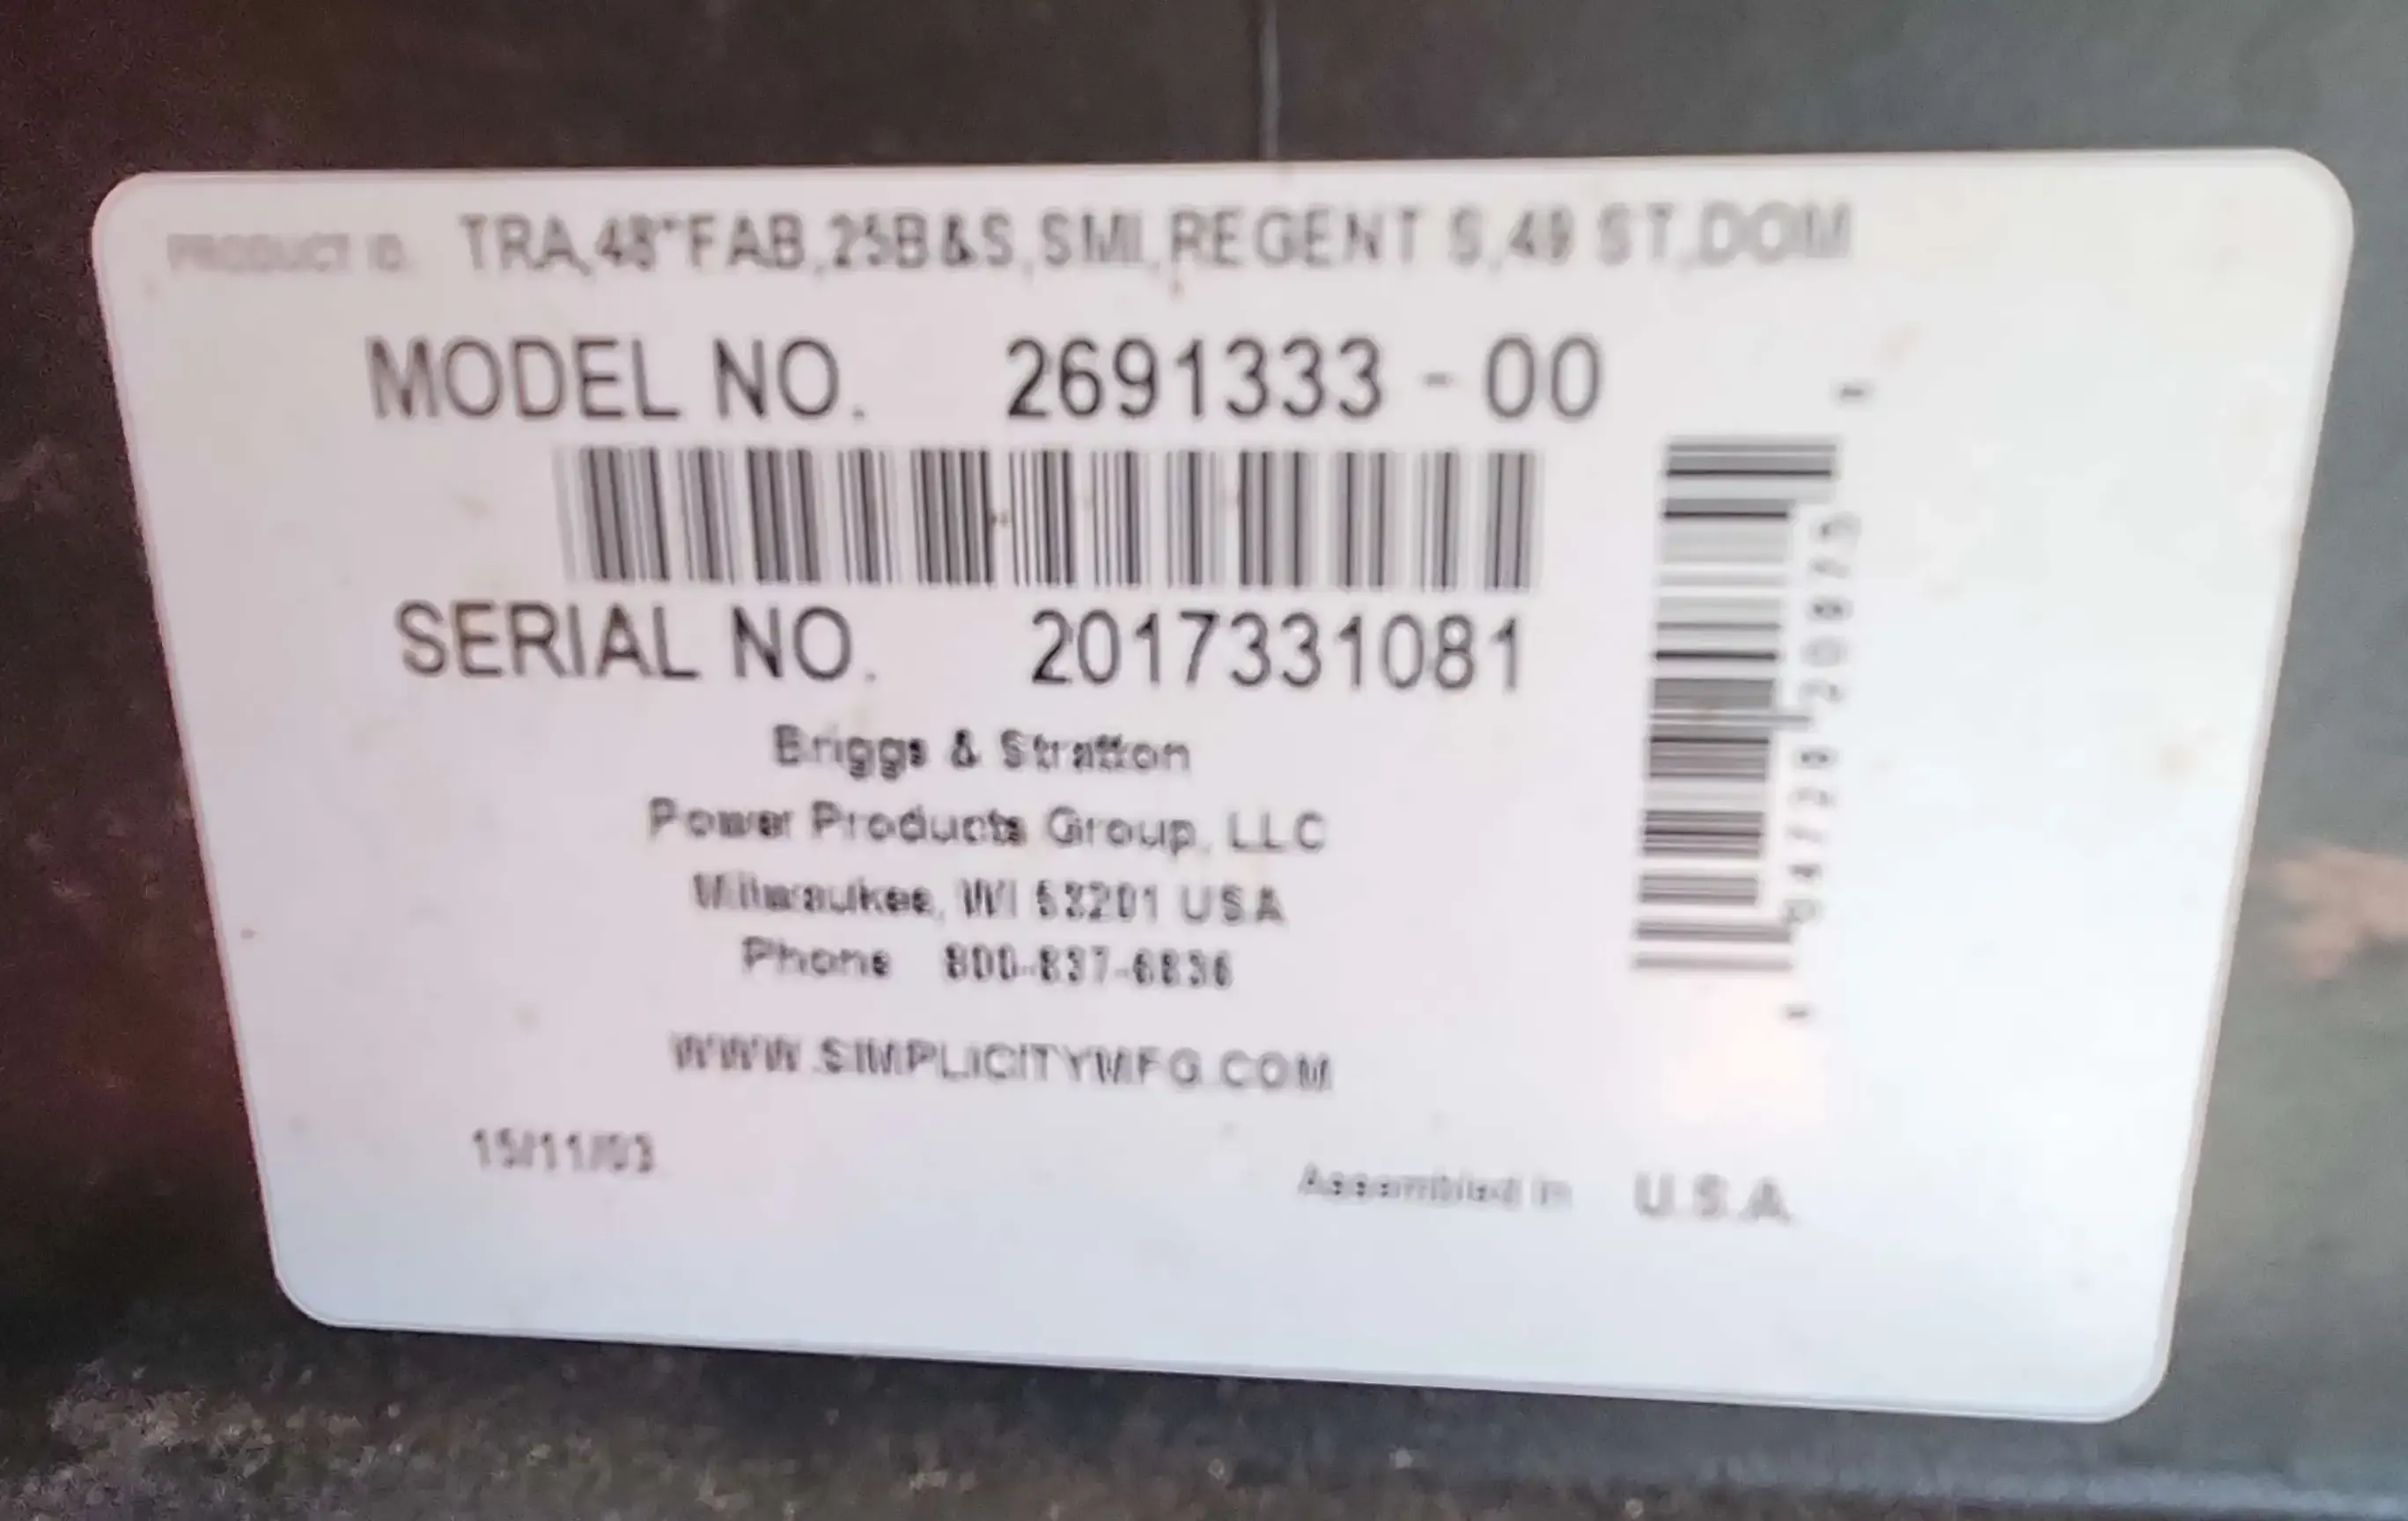 PRODUCT ID. TRA,48"FAB,25B&S,SMI,REGENT S,49 ST,DOM
MODEL NO. 2691333 - 00
SERIAL NO. 2017331081
Briggs & Stratton
Power Products Group, LLC
Milwaukee, WI 53201 USA
Phone 800-837-6836
WWW.SIMPLICITYMFG.COM
15/11/03
Assembled in U.S.A.